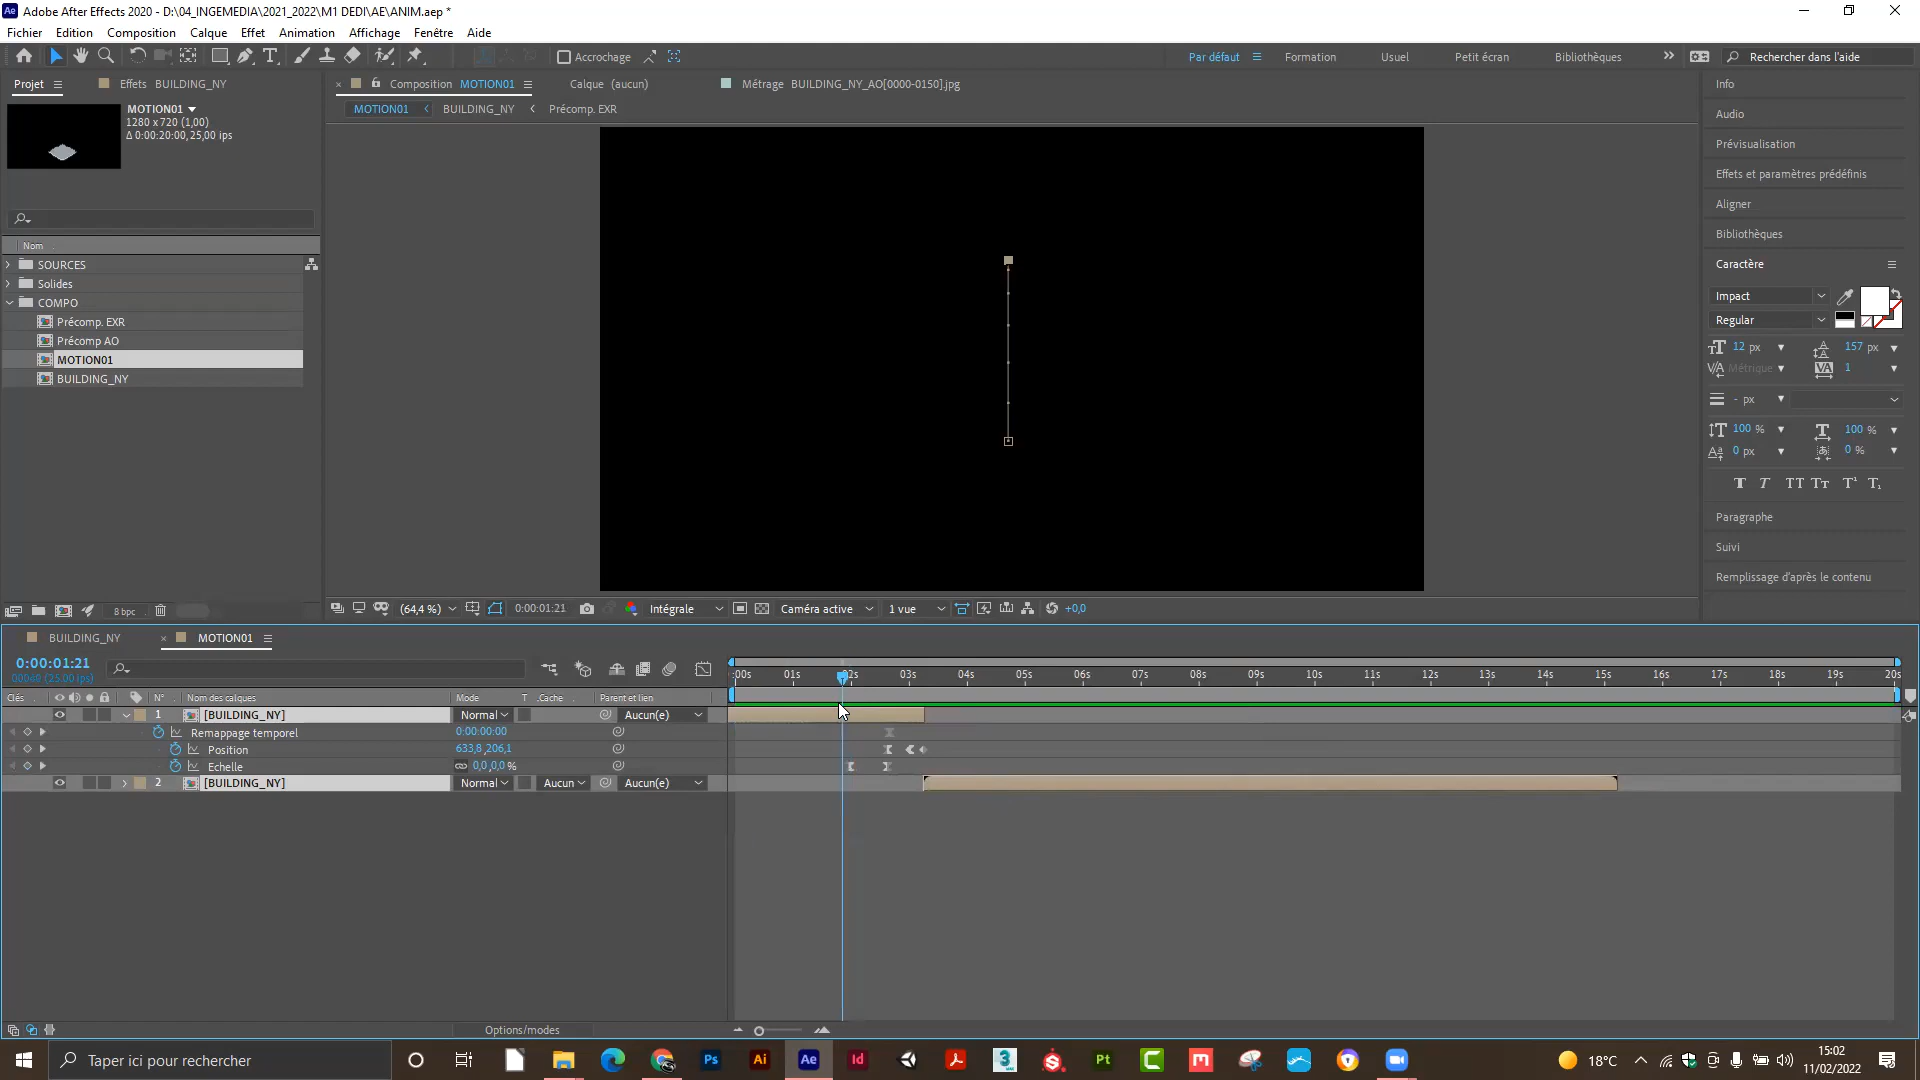 Adobe After Effects 2020 - D:\04_INGEMEDIA\2021_2022\M1 DEDI\AE\ANIM.aep *
Fichier Edition Composition Calque Effet Animation Affichage Fenêtre Aide
Accrochage
Par défaut Formation Usuel Petit écran Bibliothèques Rechercher dans l'aide
Projet Effets BUILDING_NY Composition MOTION01 Calque (aucun) Métrage BUILDING_NY_AO[0000-0150].jpg
MOTION01 BUILDING_NY Précomp. EXR
MOTION01
1280 x 720 (1,00)
Δ 0:00:20:00, 25,00 ips
Nom
SOURCES
Solides
COMPO
Précomp. EXR
Précomp AO
MOTION01
BUILDING_NY
8 bpc
(64,4 %) 0:00:01:21 Intégrale Caméra active 1 vue +0,0
Info
Audio
Prévisualisation
Effets et paramètres prédéfinis
Aligner
Bibliothèques
Caractère
Impact
Regular
12 px 157 px
Métrique 1
- px
100 % 100 %
0 px 0 %
Paragraphe
Suivi
Remplissage d'après le contenu
BUILDING_NY MOTION01
0:00:01:21
(25.00 ips)
:00s 01s 02s 03s 04s 05s 06s 07s 08s 09s 10s 11s 12s 13s 14s 15s 16s 17s 18s 19s 20s
Clés N° Nom des calques Mode T .Cache Parent et lien
1 [BUILDING_NY] Normal Aucun(e)
Remappage temporel 0:00:00:00
Position 633,8 ,206,1
Echelle 0,0 ,0,0 %
2 [BUILDING_NY] Normal Aucun Aucun(e)
Options/modes
Taper ici pour rechercher
18°C
15:02
11/02/2022